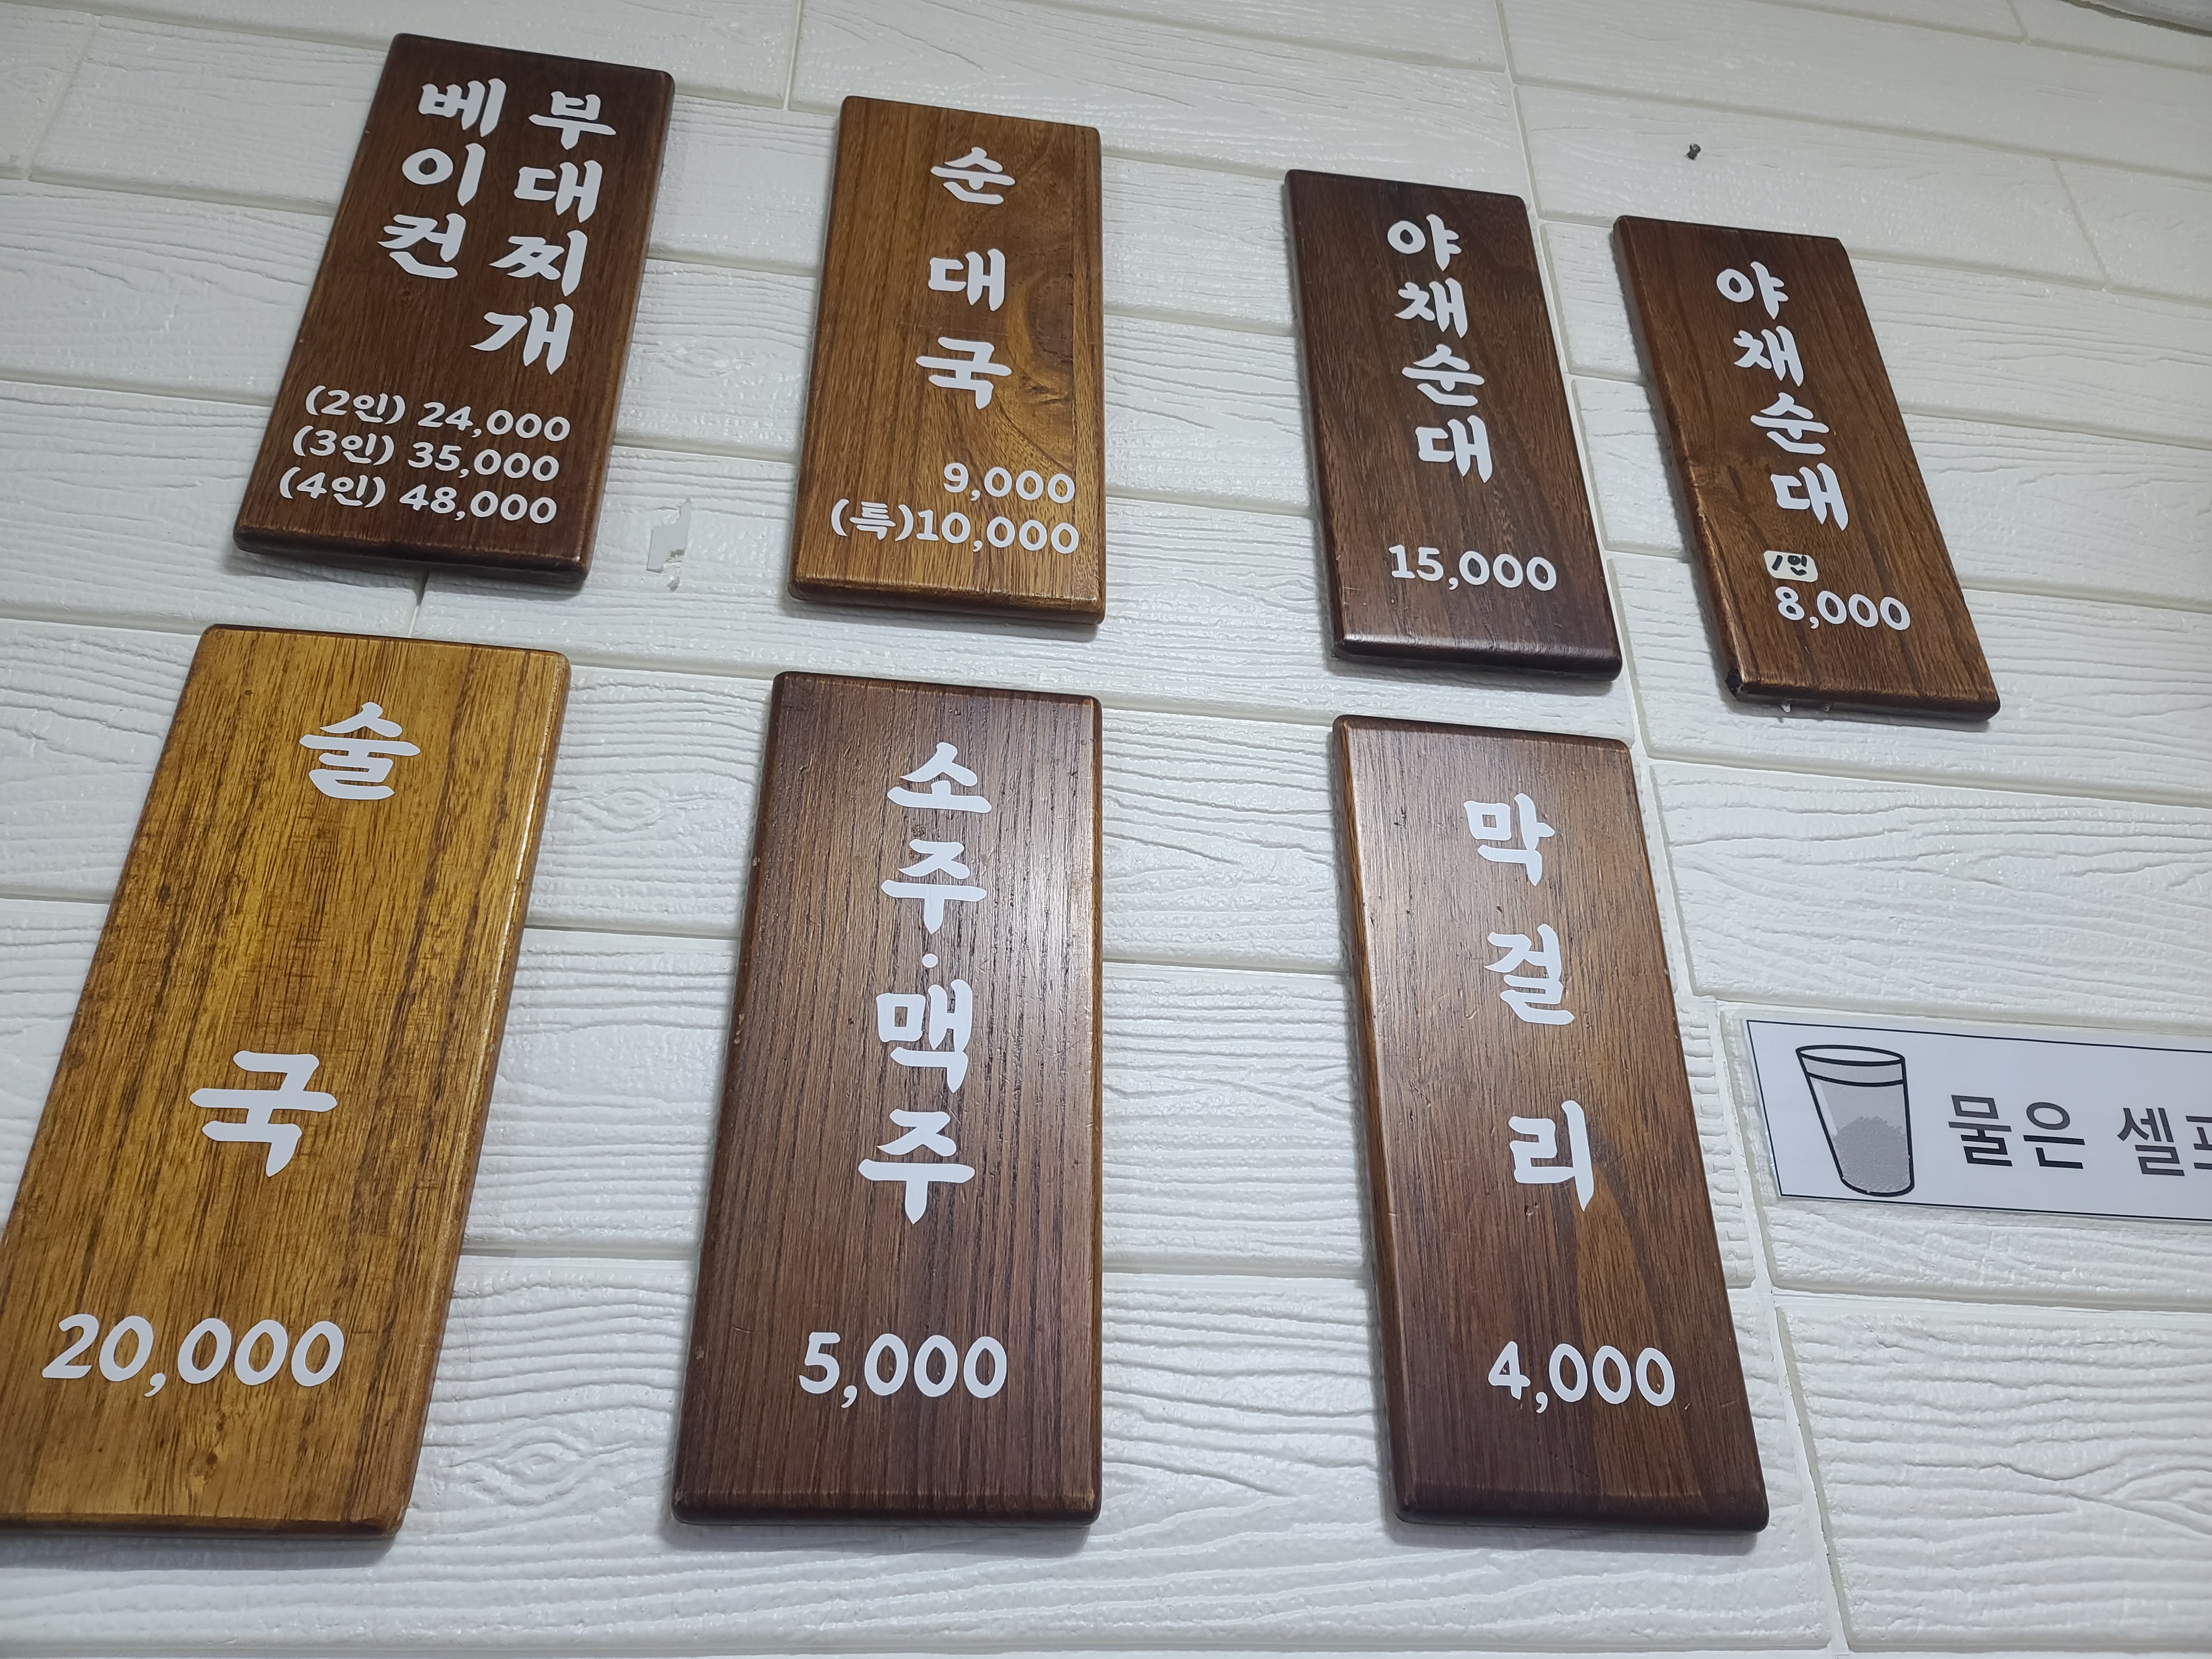 베이컨
부대찌개
(2인) 24,000
(3인) 35,000
(4인) 48,000
순대국
9,000
(특)10,000
야채순대
15,000
야채순대
1인
8,000
술국
20,000
소주·맥주
5,000
막걸리
4,000
물은